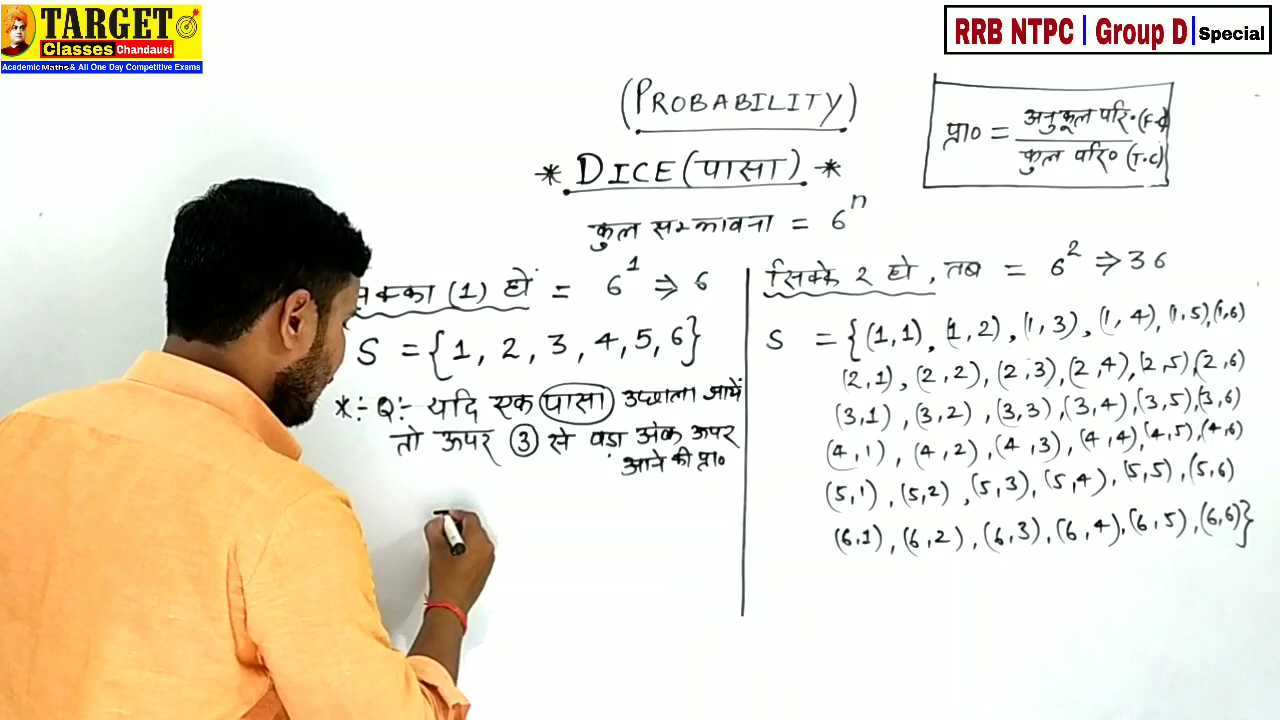 TARGET
Classes Chandausi
Academic Maths & All One Day Competitive Exams
RRB NTPC | Group D | Special
(PROBABILITY)
* DICE (पासा) *
कुल सम्भावना = 6^n
प्रा० = अनुकूल परि॰ (F.C)
कुल परि० (T.C)
क्का (1) हो = 6^1 ⇒ 6
S = {1, 2, 3, 4, 5, 6}
*÷ Q÷ यदि एक पासा उछाला जायें
तो ऊपर 3 से बड़ा अंक ऊपर
आने की प्रा०
सिक्के 2 हो, तब = 6^2 ⇒ 36
S = {(1,1), (1,2), (1,3), (1,4), (1,5), (1,6)
(2,1), (2,2), (2,3), (2,4), (2,5), (2,6)
(3,1), (3,2), (3,3), (3,4), (3,5), (3,6)
(4,1), (4,2), (4,3), (4,4), (4,5), (4,6)
(5,1), (5,2), (5,3), (5,4), (5,5), (5,6)
(6,1), (6,2), (6,3), (6,4), (6,5), (6,6)}